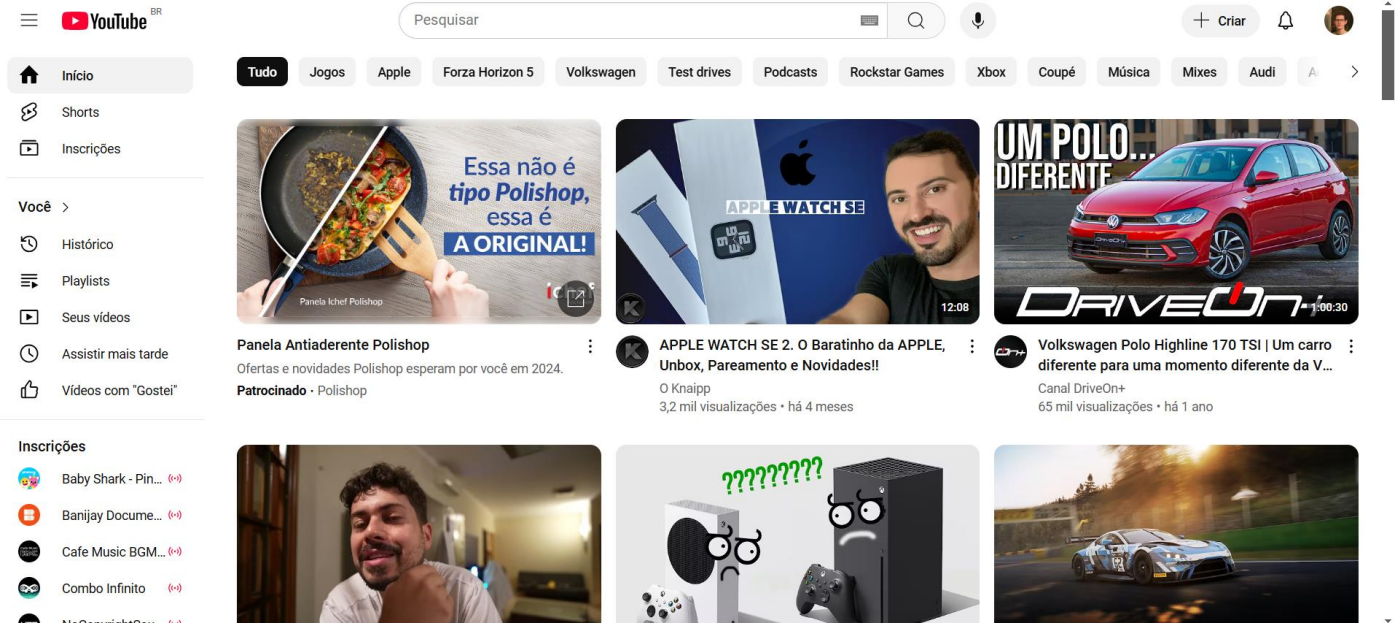 YouTube BR
Pesquisar
Criar
Início
Shorts
Inscrições
Você
Histórico
Playlists
Seus vídeos
Assistir mais tarde
Vídeos com "Gostei"
Inscrições
Baby Shark - Pin...
Banijay Docume...
Cafe Music BGM...
Combo Infinito
Tudo
Jogos
Apple
Forza Horizon 5
Volkswagen
Test drives
Podcasts
Rockstar Games
Xbox
Coupé
Música
Mixes
Audi
Essa não é
tipo Polishop,
essa é
A ORIGINAL!
Panela Ichef Polishop
Panela Antiaderente Polishop
Ofertas e novidades Polishop esperam por você em 2024.
Patrocinado · Polishop
APPLE WATCH SE
K
12:08
K
APPLE WATCH SE 2. O Baratinho da APPLE,
Unbox, Pareamento e Novidades!!
O Knaipp
3,2 mil visualizações • há 4 meses
UM POLO...
DIFERENTE
DriveOn+
DRIVEON+
1:00:30
Volkswagen Polo Highline 170 TSI | Um carro
diferente para uma momento diferente da V...
Canal DriveOn+
65 mil visualizações • há 1 ano
?????????